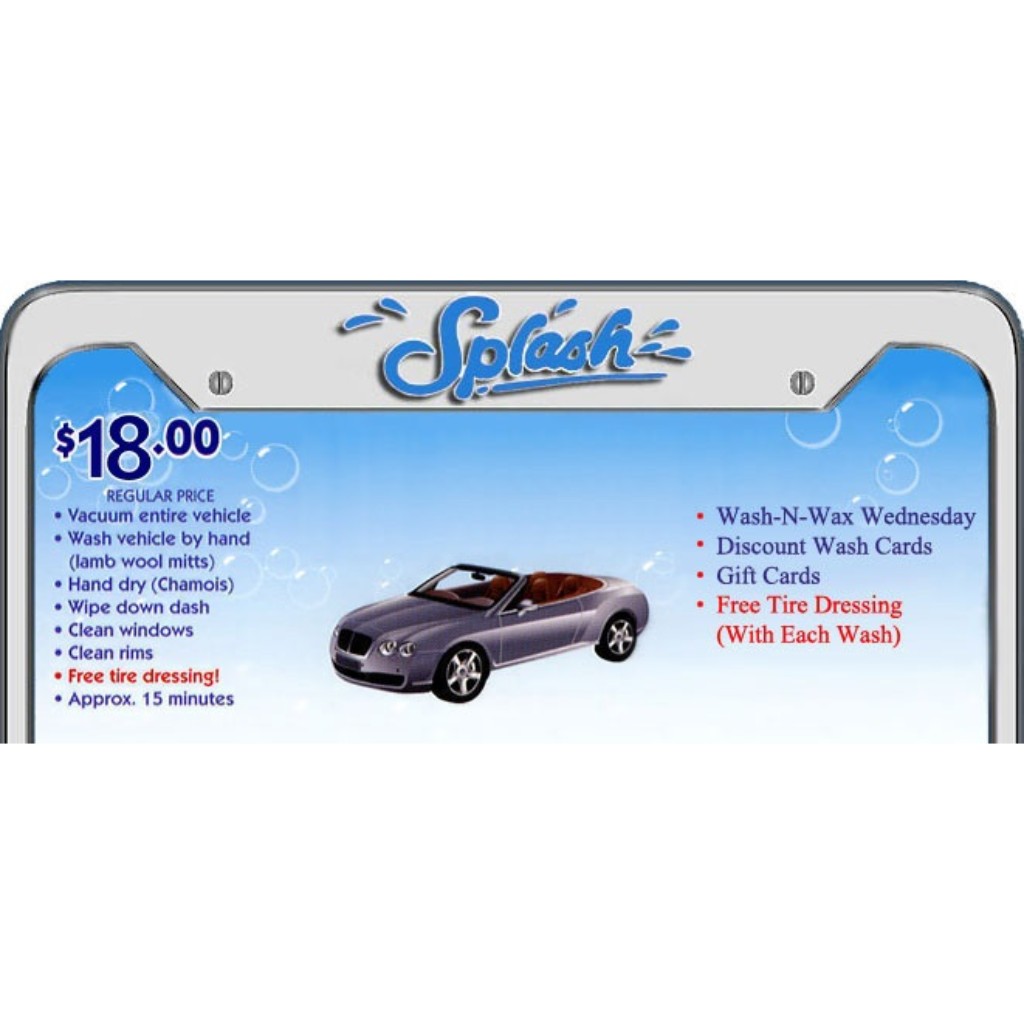 Splash
$18.00
REGULAR PRICE
• Vacuum entire vehicle
• Wash vehicle by hand
(lamb wool mitts)
• Hand dry (Chamois)
• Wipe down dash
• Clean windows
• Clean rims
• Free tire dressing!
• Approx. 15 minutes
• Wash-N-Wax Wednesday
• Discount Wash Cards
• Gift Cards
• Free Tire Dressing
(With Each Wash)